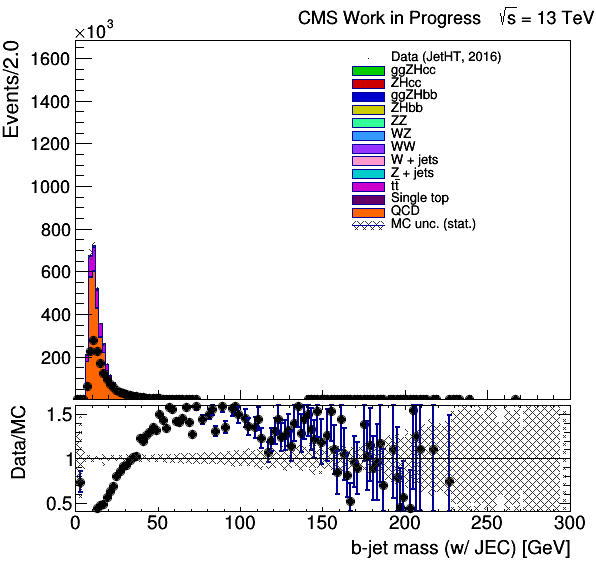 CMS Work in Progress √s = 13 TeV
×10³
Events/2.0
1600
1400
1200
1000
800
600
400
200
Data (JetHT, 2016)
ggZHcc
ZHcc
ggZHbb
ZHbb
ZZ
WZ
WW
W + jets
Z + jets
tt̄
Single top
QCD
MC unc. (stat.)
Data/MC
1.5
1
0.5
0 50 100 150 200 250 300
b-jet mass (w/ JEC) [GeV]